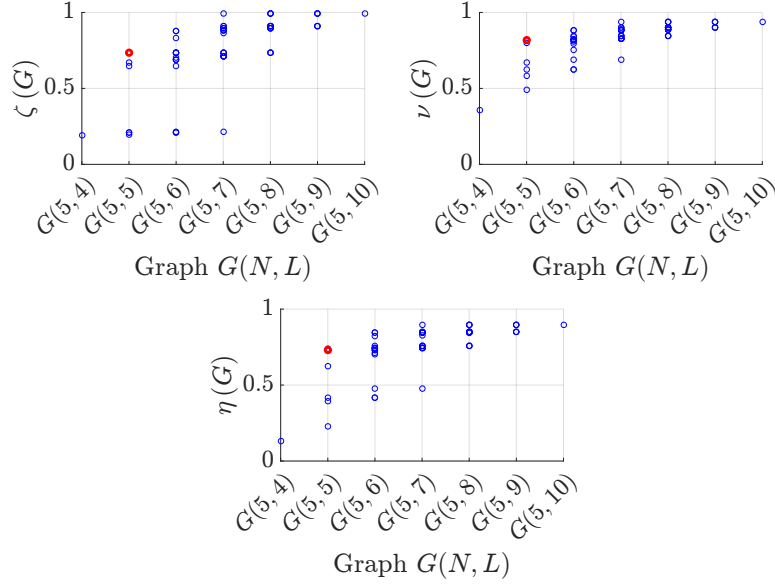 1
0.5
0
ζ (G)
G(5, 4)
G(5, 5)
G(5, 6)
G(5, 7)
G(5, 8)
G(5, 9)
G(5, 10)
Graph G(N, L)
1
0.5
0
ν (G)
G(5, 4)
G(5, 5)
G(5, 6)
G(5, 7)
G(5, 8)
G(5, 9)
G(5, 10)
Graph G(N, L)
1
0.5
0
η (G)
G(5, 4)
G(5, 5)
G(5, 6)
G(5, 7)
G(5, 8)
G(5, 9)
G(5, 10)
Graph G(N, L)